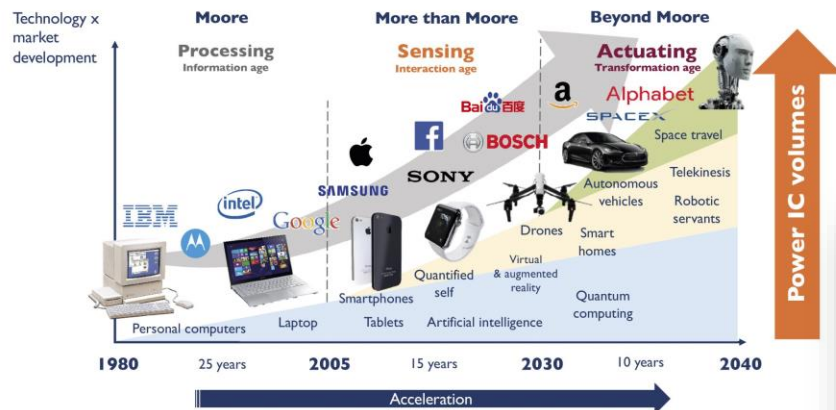 Technology x
market
development
Moore
More than Moore
Beyond Moore
Processing
Information age
Sensing
Interaction age
Actuating
Transformation age
Baidu百度
a
Alphabet
SPACEX
f
BOSCH
Space travel
SONY
SAMSUNG
intel
IBM
Google
Autonomous
vehicles
Telekinesis
Robotic
servants
Drones
Smart
homes
Quantified
self
Virtual
& augmented
reality
Smartphones
Quantum
computing
Personal computers
Laptop
Tablets
Artificial intelligence
1980
25 years
2005
15 years
2030
10 years
2040
Acceleration
Power IC volumes